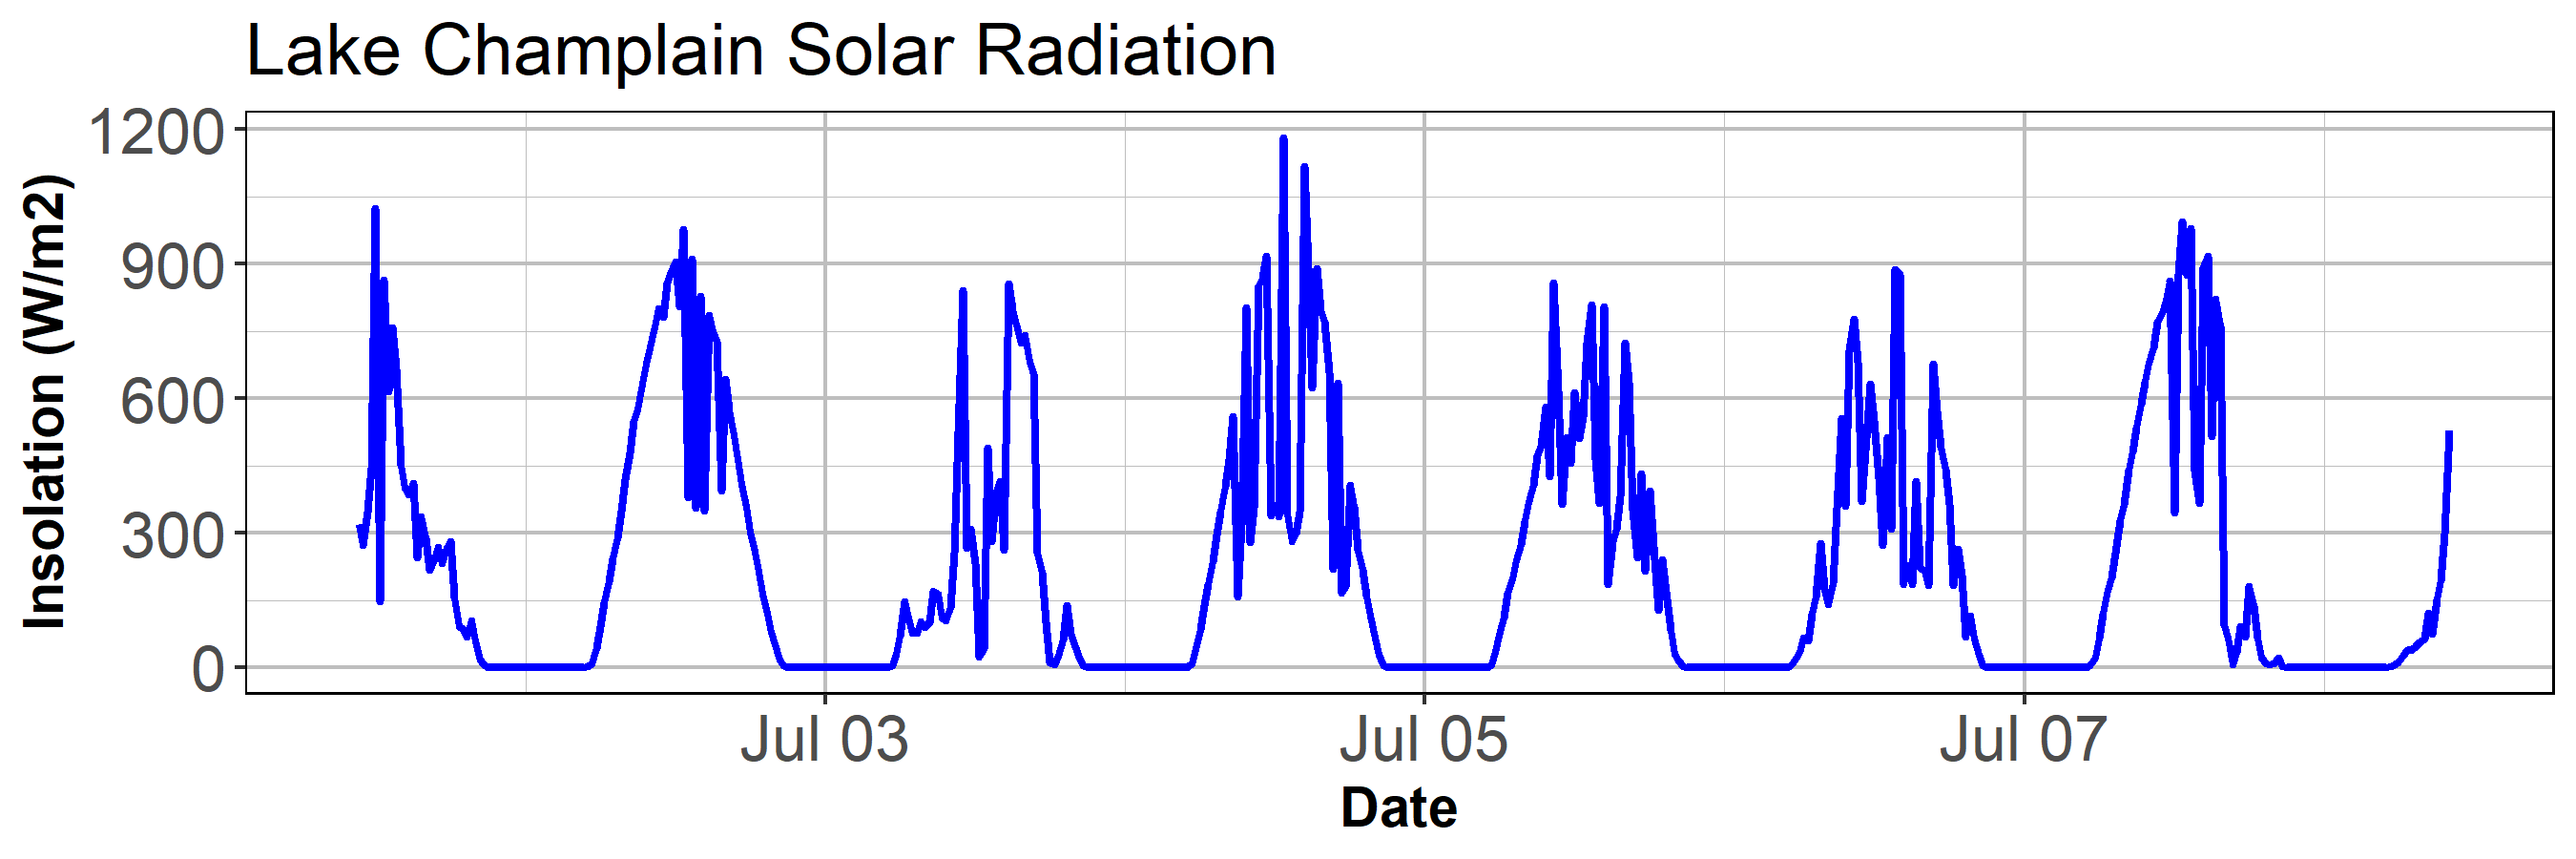 Lake Champlain Solar Radiation
1200
900
600
300
0
Insolation (W/m2)
Jul 03 Jul 05 Jul 07
Date